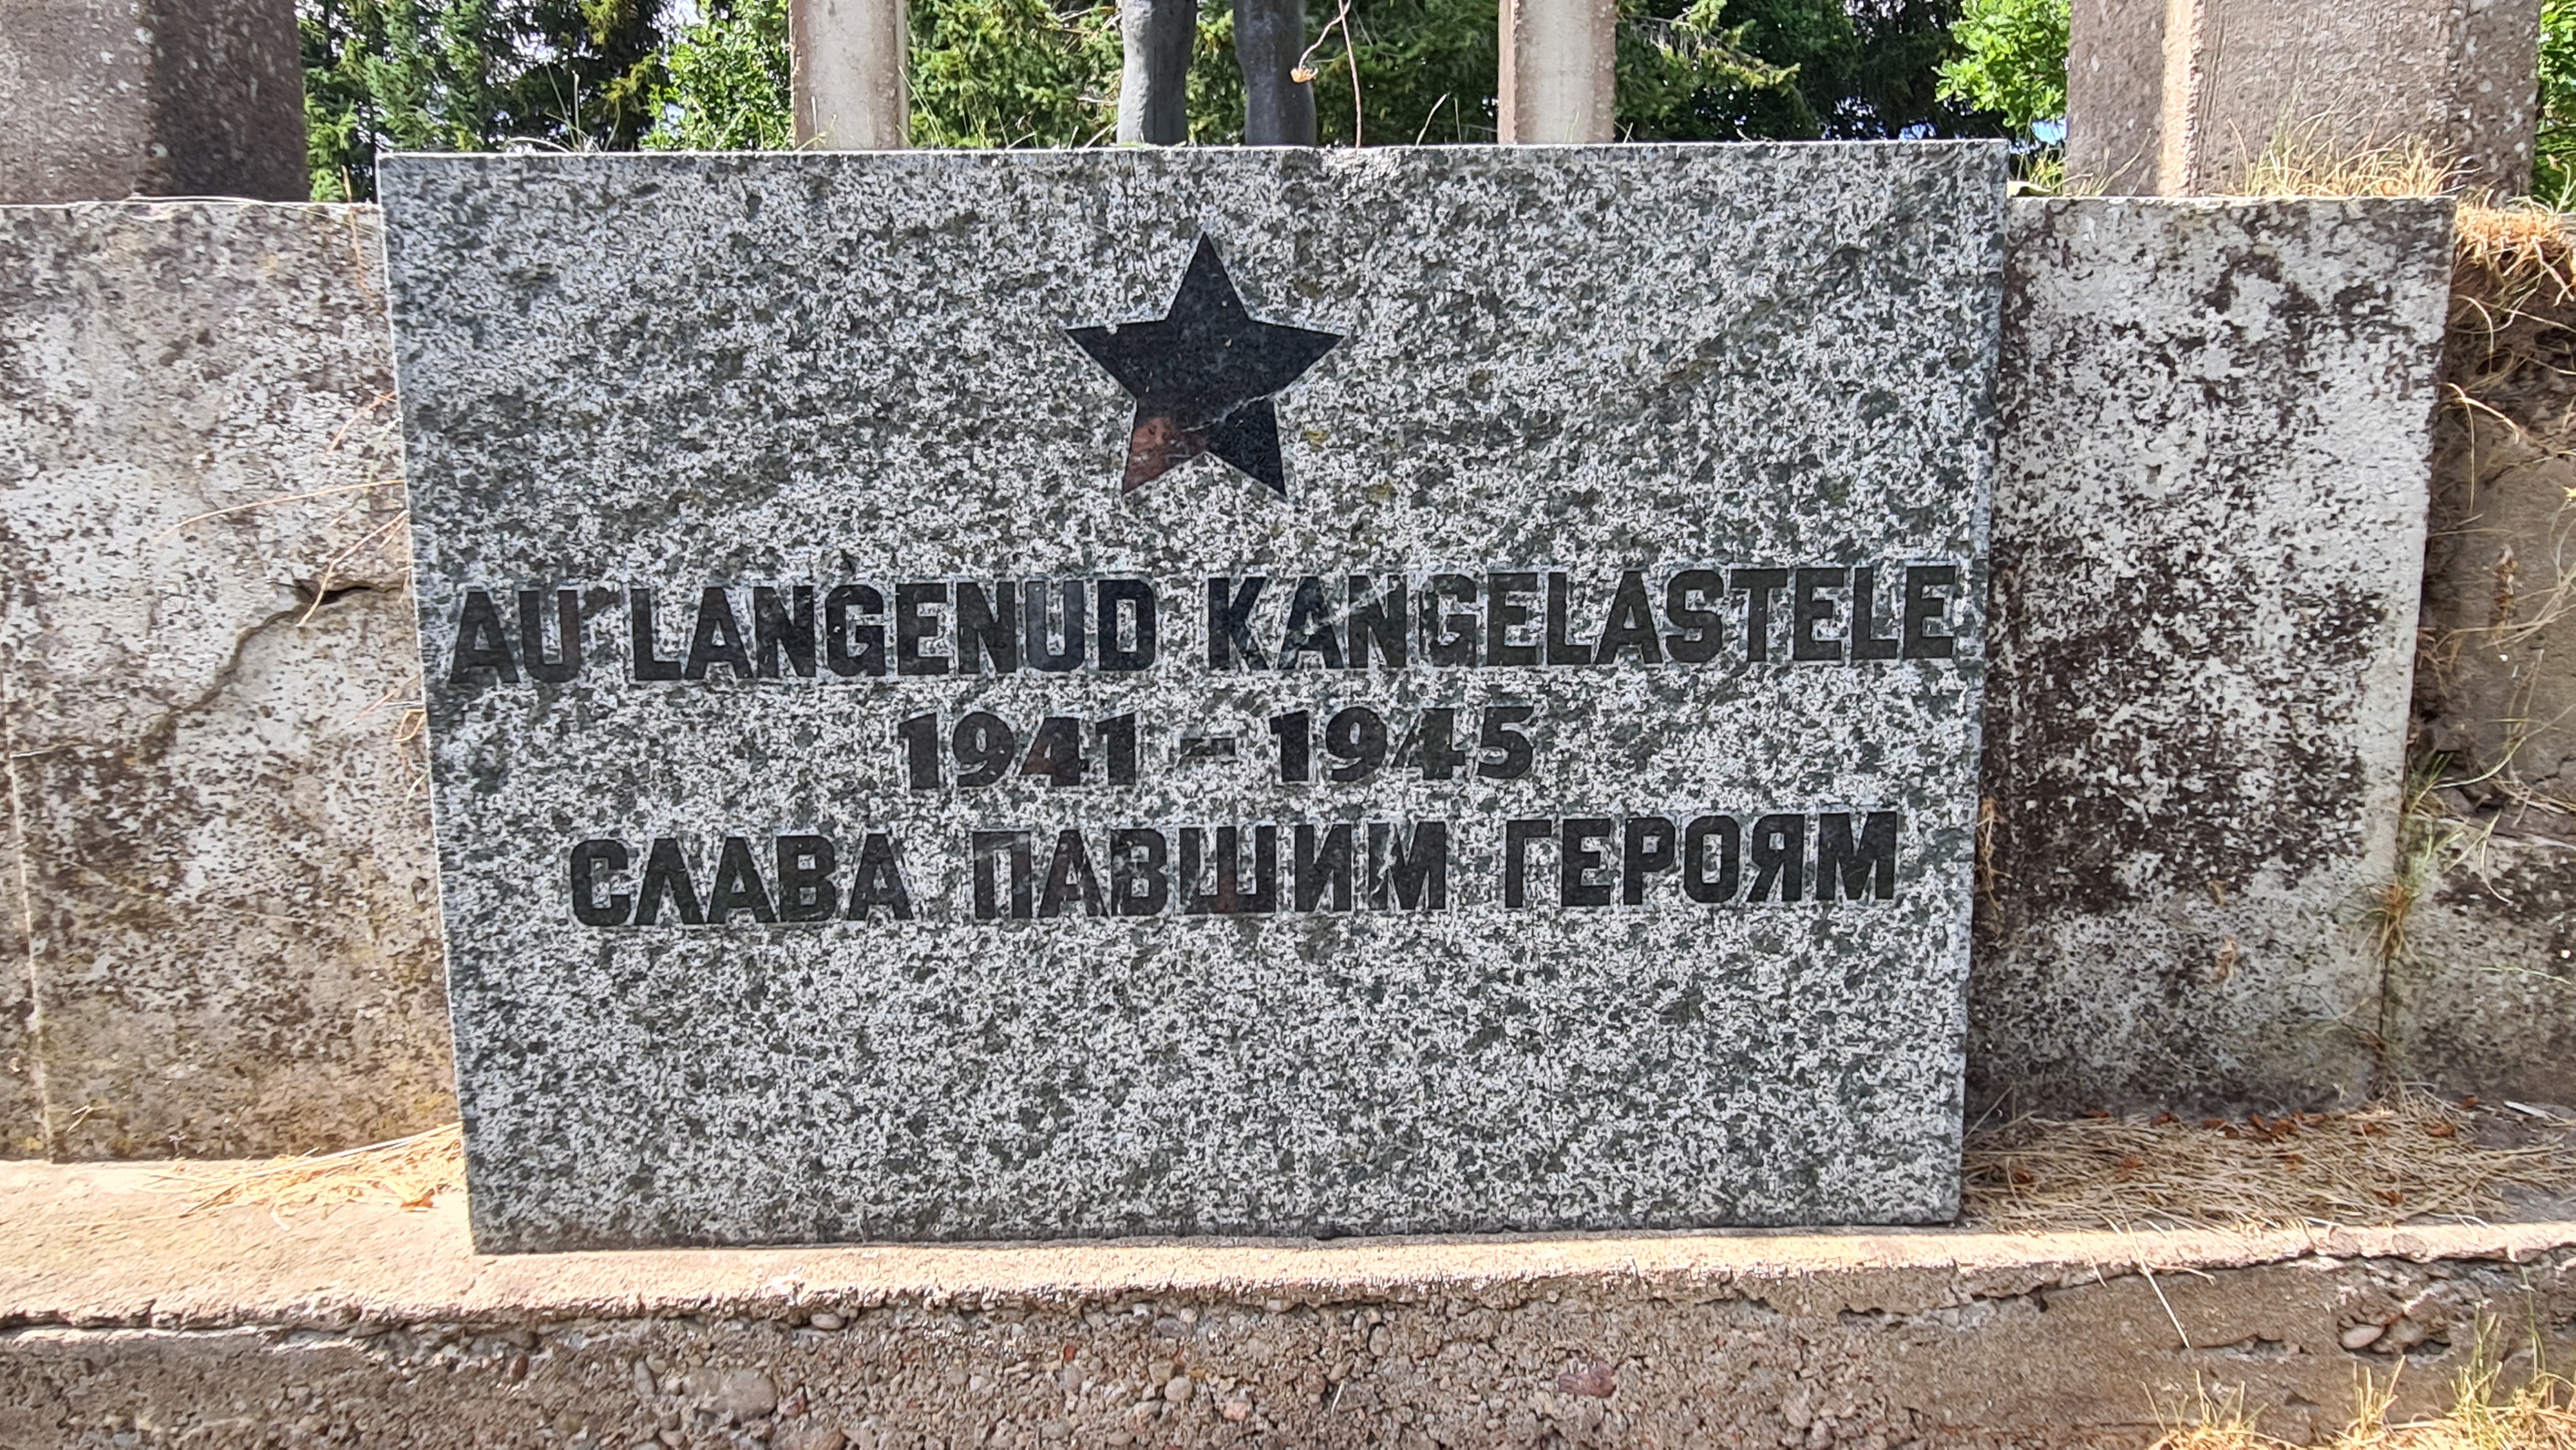 AU LANGENUD KANGELASTELE
1941 – 1945
СЛАВА ПАВШИМ ГЕРОЯМ